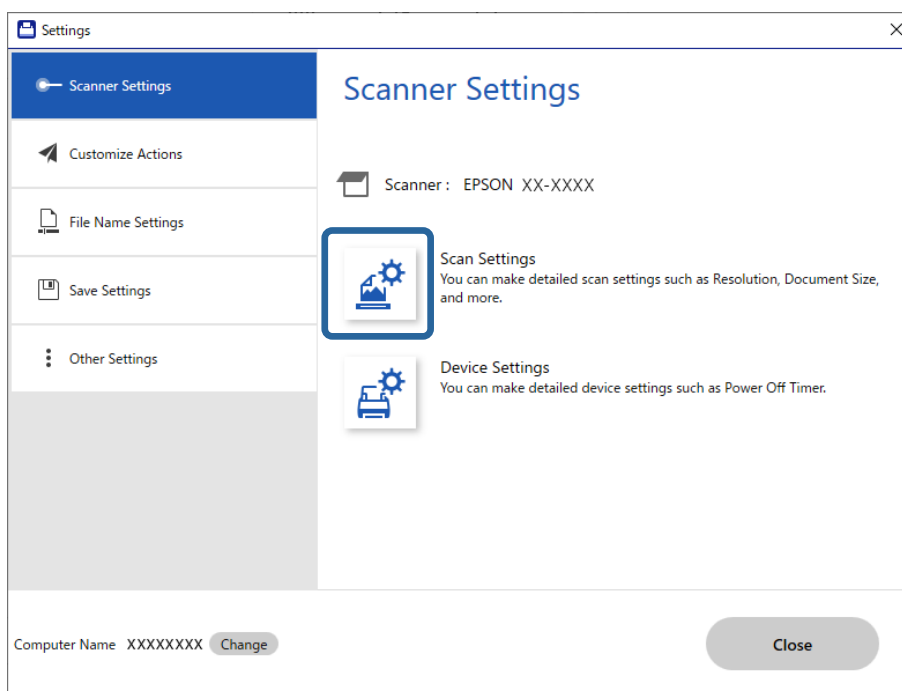 Settings
Scanner Settings
Customize Actions
File Name Settings
Save Settings
Other Settings
Scanner Settings
Scanner : EPSON XX-XXXX
Scan Settings
You can make detailed scan settings such as Resolution, Document Size,
and more.
Device Settings
You can make detailed device settings such as Power Off Timer.
Computer Name XXXXXXXX Change
Close